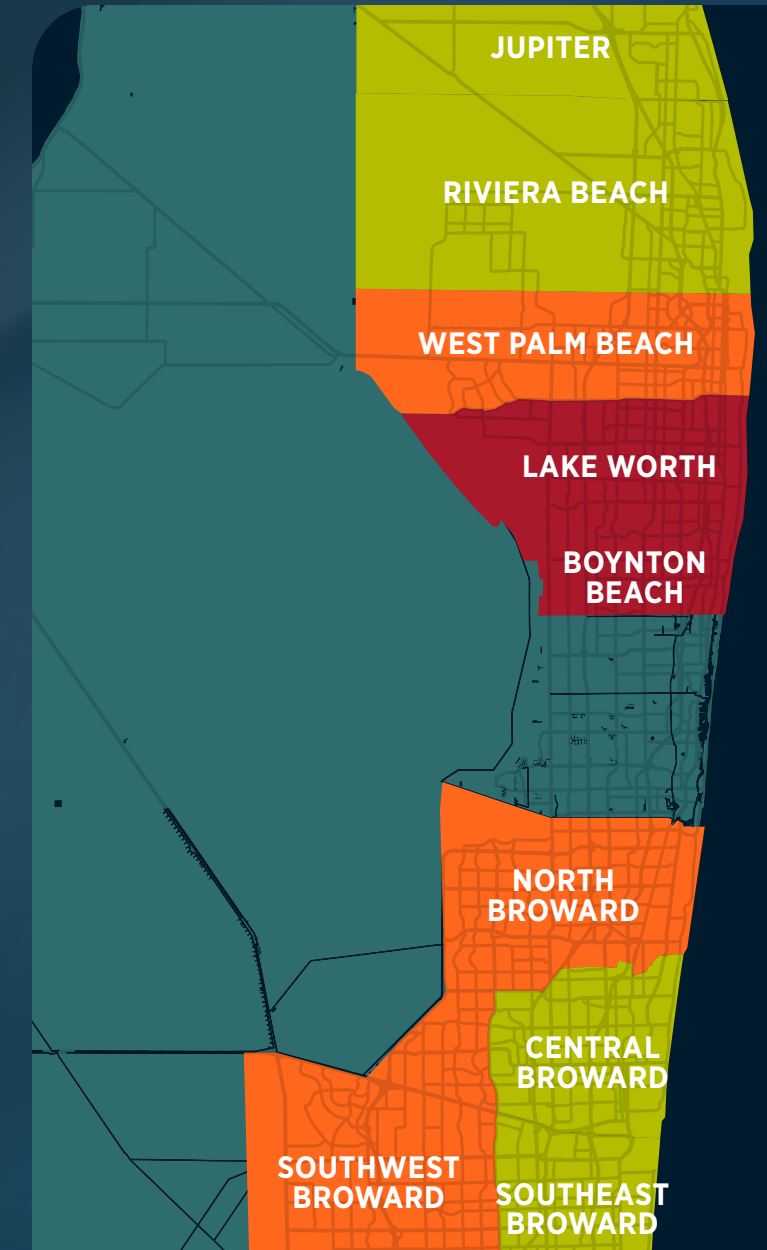 JUPITER
RIVIERA BEACH
WEST PALM BEACH
LAKE WORTH
BOYNTON
BEACH
NORTH
BROWARD
CENTRAL
BROWARD
SOUTHWEST
BROWARD
SOUTHEAST
BROWARD